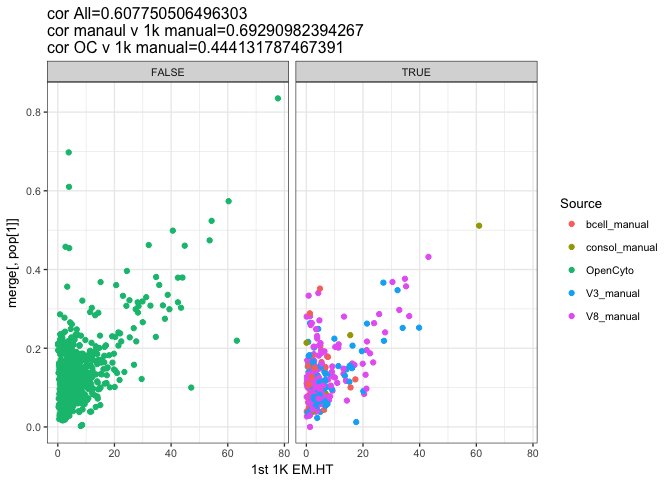 cor All=0.607750506496303
cor manaul v 1k manual=0.69290982394267
cor OC v 1k manual=0.444131787467391
FALSE
TRUE
0.8
0.6
0.4
0.2
0.0
merge[, pop[1]]
0
20
40
60
80
0
20
40
60
80
1st 1K EM.HT
Source
bcell_manual
consol_manual
OpenCyto
V3_manual
V8_manual